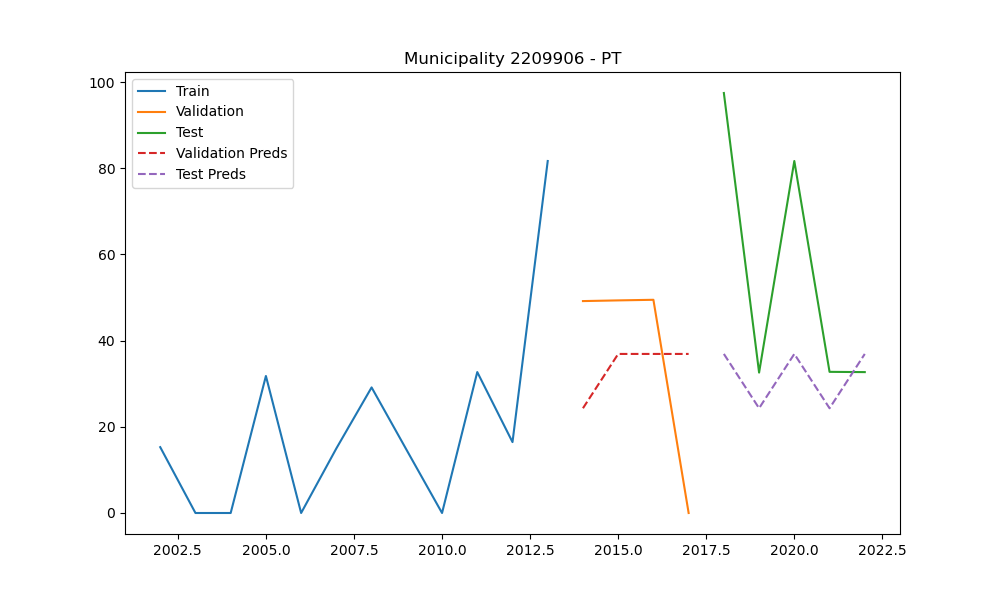 Municipality 2209906 - PT
100
80
60
40
20
0
Train
Validation
Test
Validation Preds
Test Preds
2002.5 2005.0 2007.5 2010.0 2012.5 2015.0 2017.5 2020.0 2022.5